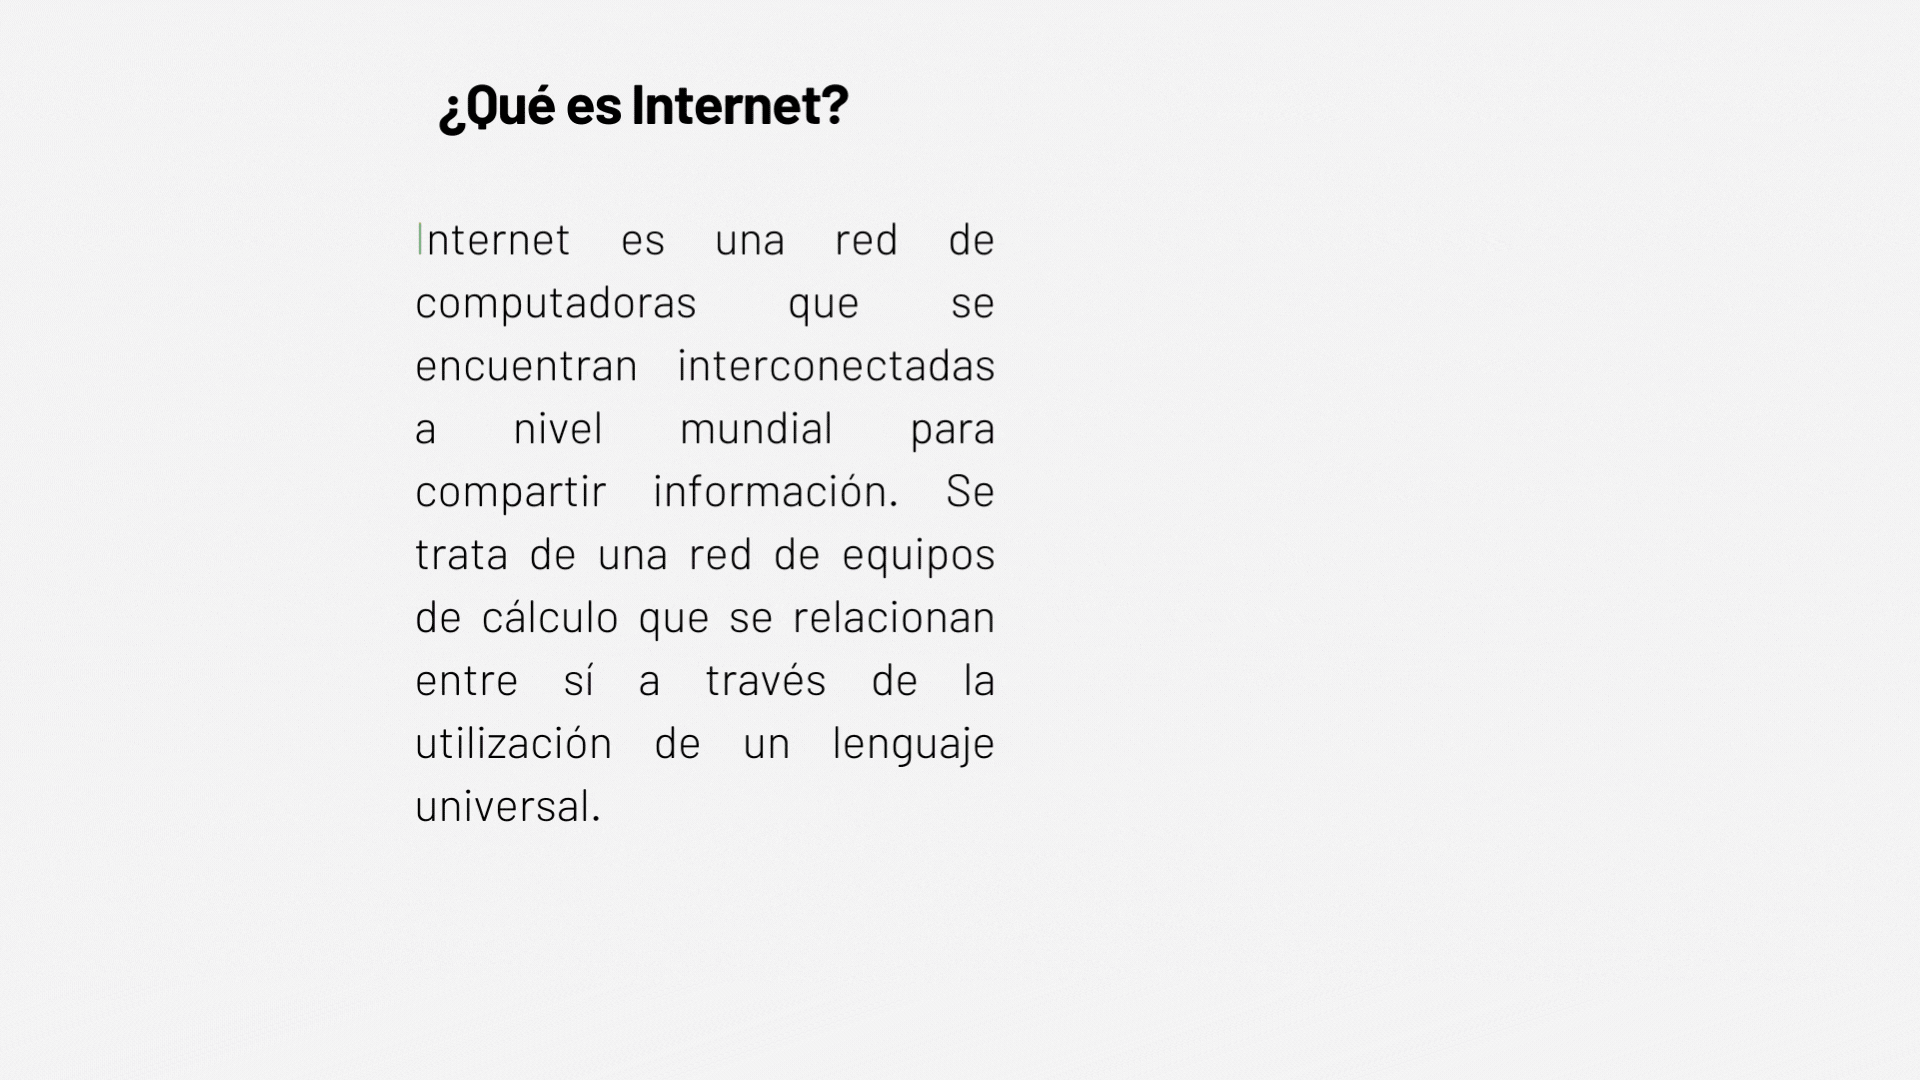 ¿Qué es Internet?
Internet es una red de
computadoras que se
encuentran interconectadas
a nivel mundial para
compartir información. Se
trata de una red de equipos
de cálculo que se relacionan
entre sí a través de la
utilización de un lenguaje
universal.